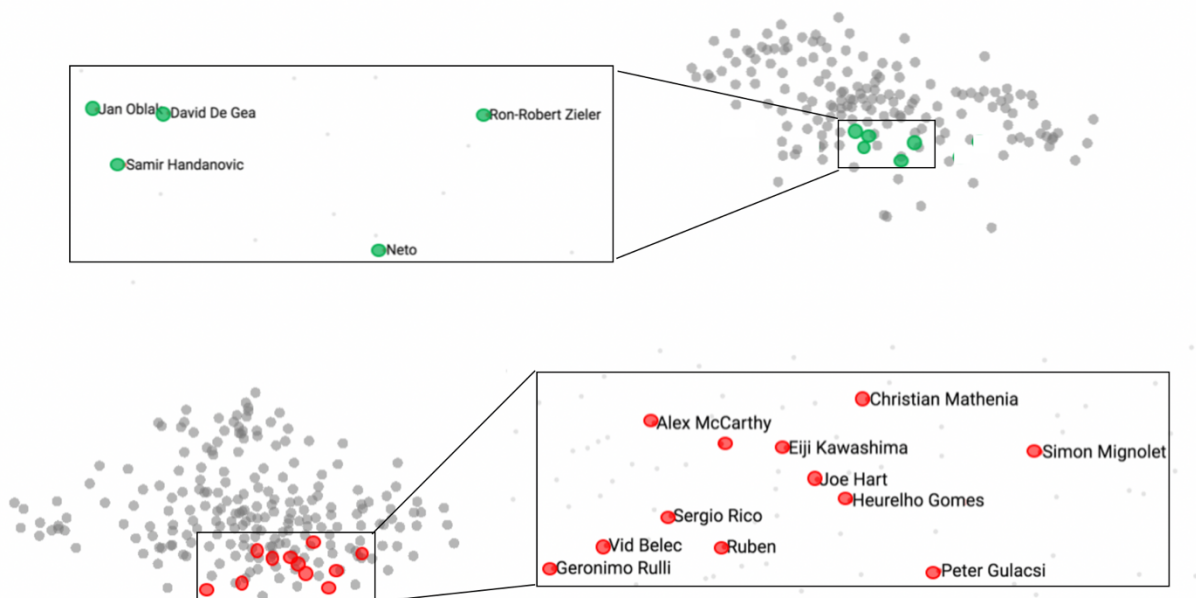 Jan Oblak
David De Gea
Ron-Robert Zieler
Samir Handanovic
Neto
Christian Mathenia
Alex McCarthy
Eiji Kawashima
Simon Mignolet
Joe Hart
Heurelho Gomes
Sergio Rico
Vid Belec
Ruben
Geronimo Rulli
Peter Gulacsi